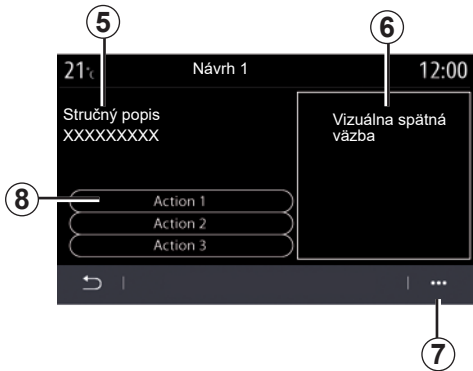 5
6
21°c
Návrh 1
12:00
Stručný popis
XXXXXXXXX
Vizuálna spätná
väzba
8
Action 1
Action 2
Action 3
7